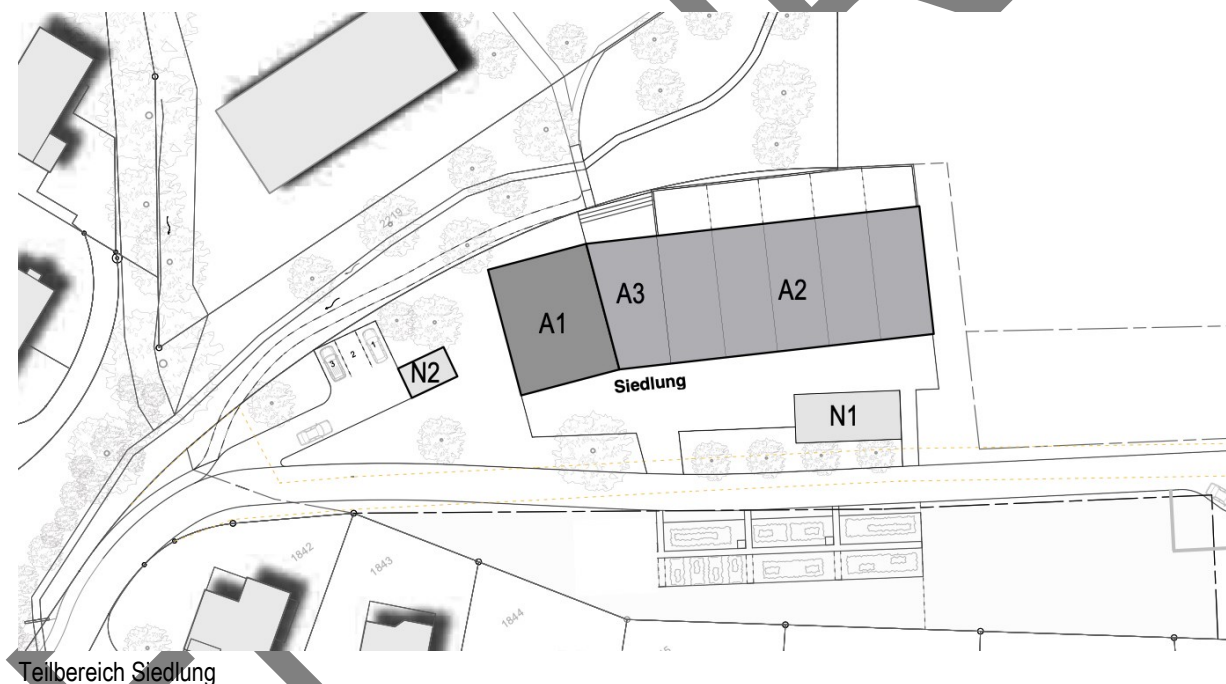 2219
A1
A3
A2
3
2
1
N2
Siedlung
N1
1842
1843
1844
Teilbereich Siedlung